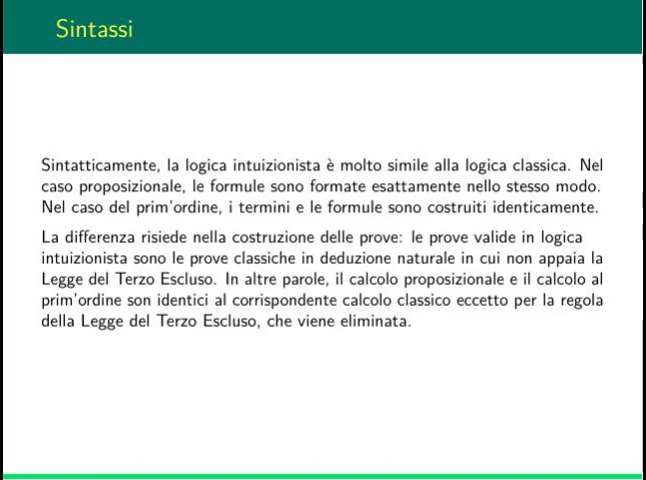 Sintassi
Sintatticamente, la logica intuizionista è molto simile alla logica classica. Nel
caso proposizionale, le formule sono formate esattamente nello stesso modo.
Nel caso del prim'ordine, i termini e le formule sono costruiti identicamente.
La differenza risiede nella costruzione delle prove: le prove valide in logica
intuizionista sono le prove classiche in deduzione naturale in cui non appaia la
Legge del Terzo Escluso. In altre parole, il calcolo proposizionale e il calcolo al
prim'ordine son identici al corrispondente calcolo classico eccetto per la regola
della Legge del Terzo Escluso, che viene eliminata.